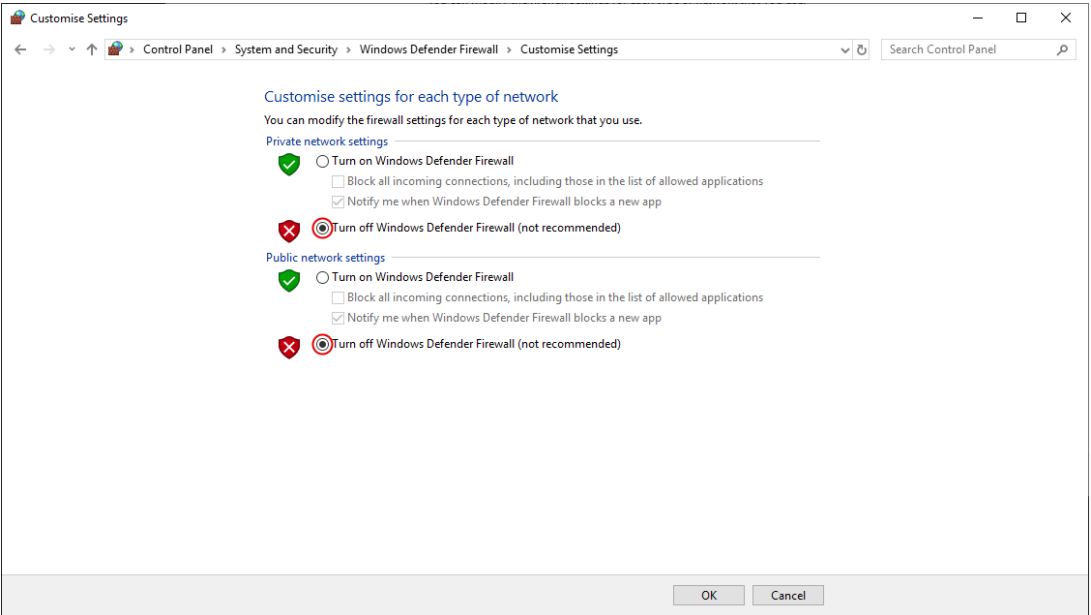 Customise Settings
Control Panel > System and Security > Windows Defender Firewall > Customise Settings
Search Control Panel
Customise settings for each type of network
You can modify the firewall settings for each type of network that you use.
Private network settings
Turn on Windows Defender Firewall
Block all incoming connections, including those in the list of allowed applications
Notify me when Windows Defender Firewall blocks a new app
Turn off Windows Defender Firewall (not recommended)
Public network settings
Turn on Windows Defender Firewall
Block all incoming connections, including those in the list of allowed applications
Notify me when Windows Defender Firewall blocks a new app
Turn off Windows Defender Firewall (not recommended)
OK Cancel